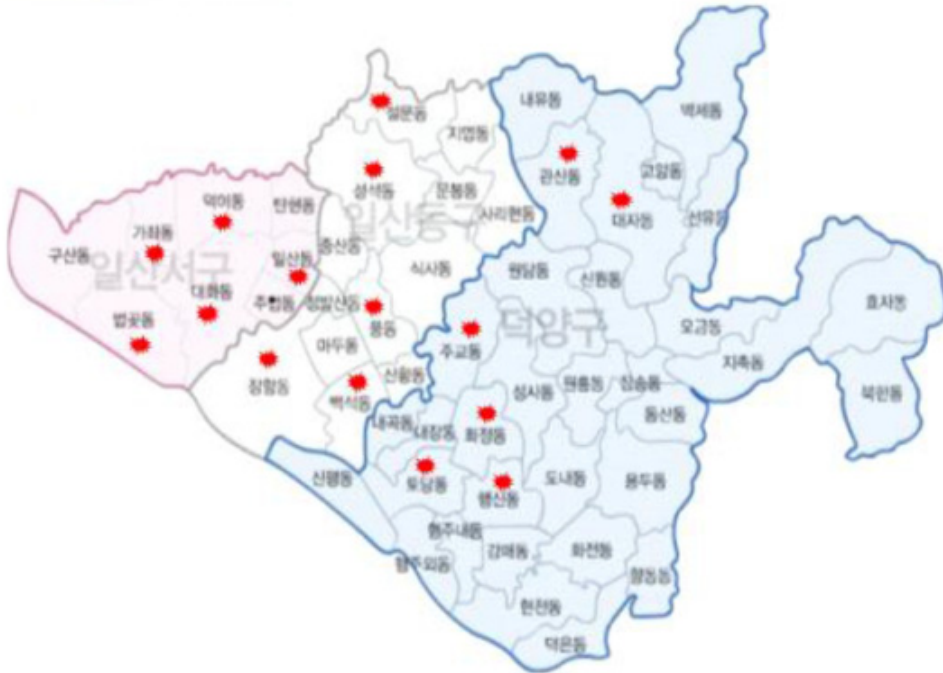 내유동
벽제동
설문동
지영동
관산동
고양동
성석동
문봉동
대자동
선유동
사리현동
덕이동
탄현동
가좌동
일산동구
구산동
일산서구
일산동
중산동
식사동
원당동
신원동
대화동
주엽동
정발산동
풍동
법곳동
마두동
주교동
덕양구
오금동
효자동
지축동
장항동
산황동
성사동
원흥동
삼송동
북한동
백석동
내곡동
대장동
화정동
동산동
신평동
토당동
행신동
도내동
용두동
행주내동
강매동
화전동
행주외동
향동동
현천동
덕은동